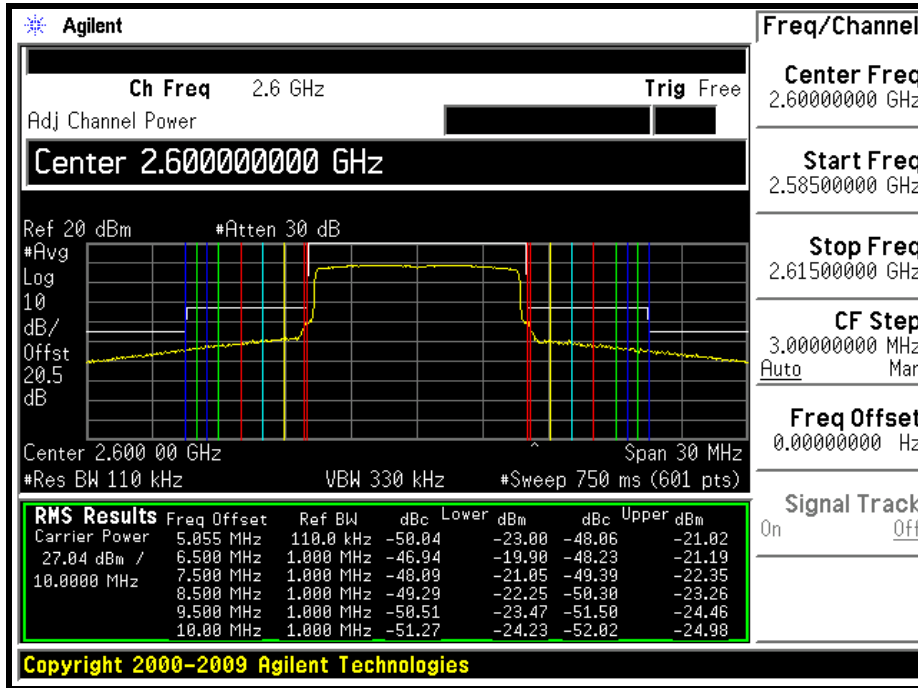 Agilent
Freq/Channel
Ch Freq 2.6 GHz Trig Free
Adj Channel Power
Center 2.600000000 GHz
Ref 20 dBm #Atten 30 dB
#Avg
Log
10
dB/
Offst
20.5
dB
Center 2.600 00 GHz Span 30 MHz
#Res BW 110 kHz VBW 330 kHz #Sweep 750 ms (601 pts)
RMS Results Freq Offset Ref BW dBc Lower dBm dBc Upper dBm
Carrier Power 5.055 MHz 110.0 kHz -50.04 -23.00 -48.06 -21.02
27.04 dBm / 6.500 MHz 1.000 MHz -46.94 -19.90 -48.23 -21.19
10.0000 MHz 7.500 MHz 1.000 MHz -48.09 -21.05 -49.39 -22.35
8.500 MHz 1.000 MHz -49.29 -22.25 -50.30 -23.26
9.500 MHz 1.000 MHz -50.51 -23.47 -51.50 -24.46
10.00 MHz 1.000 MHz -51.27 -24.23 -52.02 -24.98
Center Freq
2.60000000 GHz
Start Freq
2.58500000 GHz
Stop Freq
2.61500000 GHz
CF Step
3.00000000 MHz
Auto Man
Freq Offset
0.00000000 Hz
Signal Track
On Off
Copyright 2000-2009 Agilent Technologies